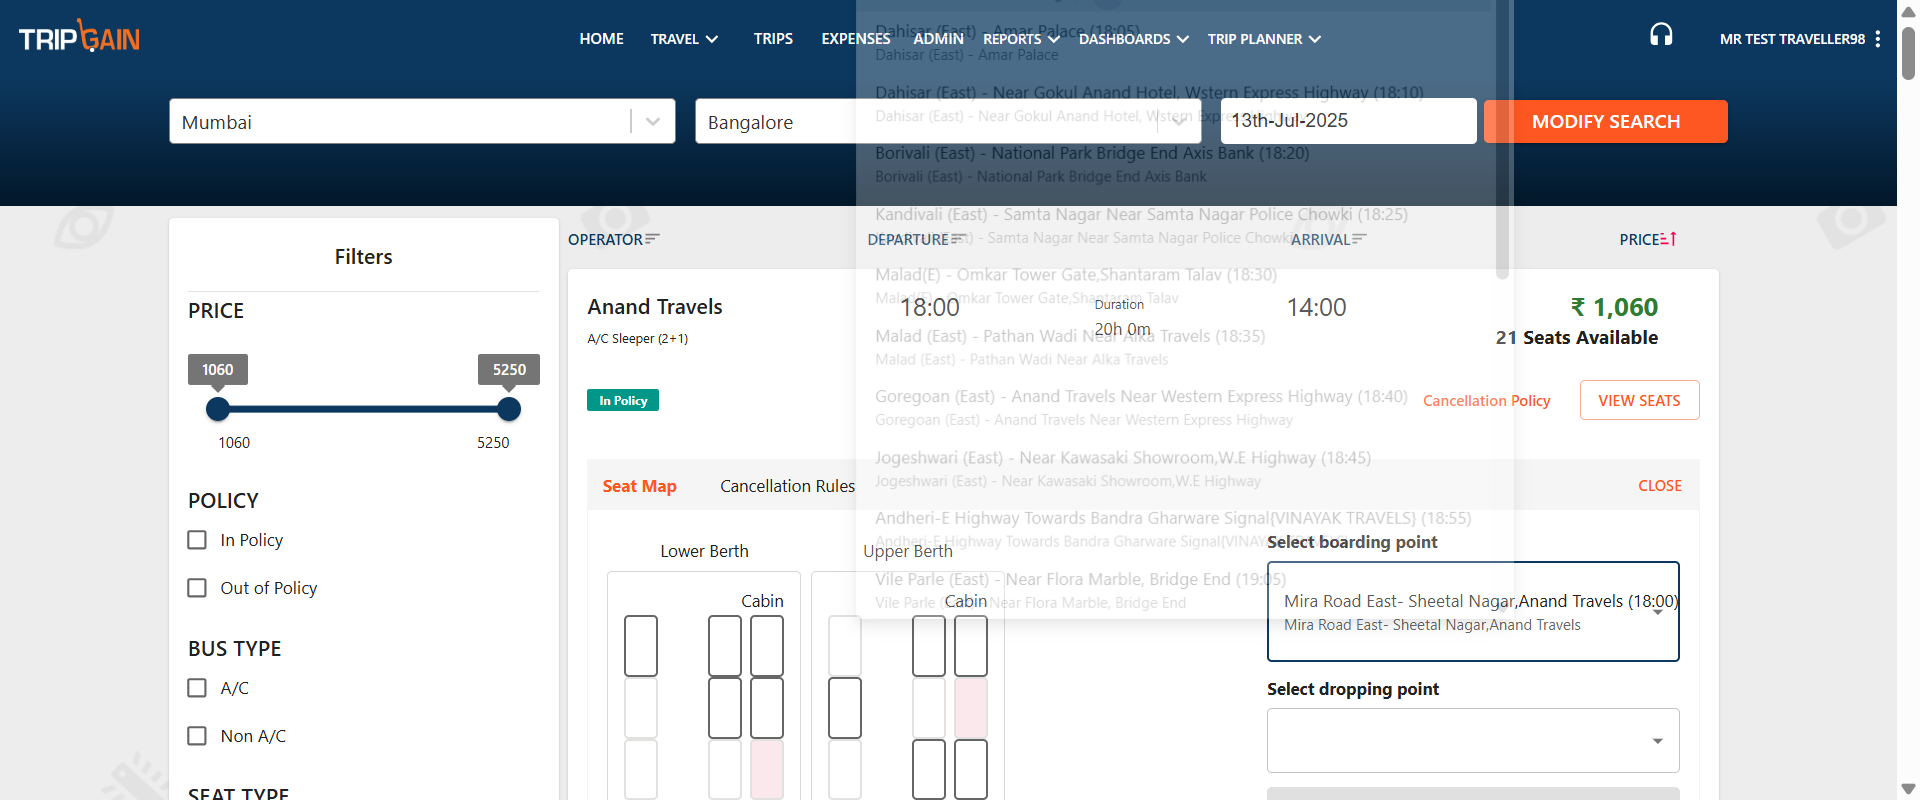 TRIPGAIN
HOME
TRAVEL
TRIPS
EXPENSES
ADMIN
REPORTS
DASHBOARDS
TRIP PLANNER
MR TEST TRAVELLER98
Mumbai
Bangalore
13th-Jul-2025
MODIFY SEARCH
Dahisar (East) - Amar Palace (18:05)
Dahisar (East) - Amar Palace
Dahisar (East) - Near Gokul Anand Hotel, Wstern Express Highway (18:10)
Dahisar (East) - Near Gokul Anand Hotel, Wstern Express Highway
Borivali (East) - National Park Bridge End Axis Bank (18:20)
Borivali (East) - National Park Bridge End Axis Bank
Kandivali (East) - Samta Nagar Near Samta Nagar Police Chowki (18:25)
Kandivali (East) - Samta Nagar Near Samta Nagar Police Chowki
Malad(E) - Omkar Tower Gate,Shantaram Talav (18:30)
Malad(E) - Omkar Tower Gate,Shantaram Talav
Malad (East) - Pathan Wadi Near Alka Travels (18:35)
Malad (East) - Pathan Wadi Near Alka Travels
Goregoan (East) - Anand Travels Near Western Express Highway (18:40)
Goregoan (East) - Anand Travels Near Western Express Highway
Jogeshwari (East) - Near Kawasaki Showroom,W.E Highway (18:45)
Jogeshwari (East) - Near Kawasaki Showroom,W.E Highway
Andheri-E Highway Towards Bandra Gharware Signal{VINAYAK TRAVELS} (18:55)
Andheri-E Highway Towards Bandra Gharware Signal{VINAYAK
Vile Parle (East) - Near Flora Marble, Bridge End (19:05)
Vile Parle (East) - Near Flora Marble, Bridge End
Filters
PRICE
1060
5250
1060
5250
POLICY
In Policy
Out of Policy
BUS TYPE
A/C
Non A/C
SEAT TYPE
OPERATOR
DEPARTURE
ARRIVAL
PRICE
Anand Travels
A/C Sleeper (2+1)
18:00
Duration
20h 0m
14:00
₹ 1,060
21 Seats Available
In Policy
Cancellation Policy
VIEW SEATS
Seat Map
Cancellation Rules
CLOSE
Lower Berth
Upper Berth
Cabin
Cabin
Select boarding point
Mira Road East- Sheetal Nagar,Anand Travels (18:00)
Mira Road East- Sheetal Nagar,Anand Travels
Select dropping point